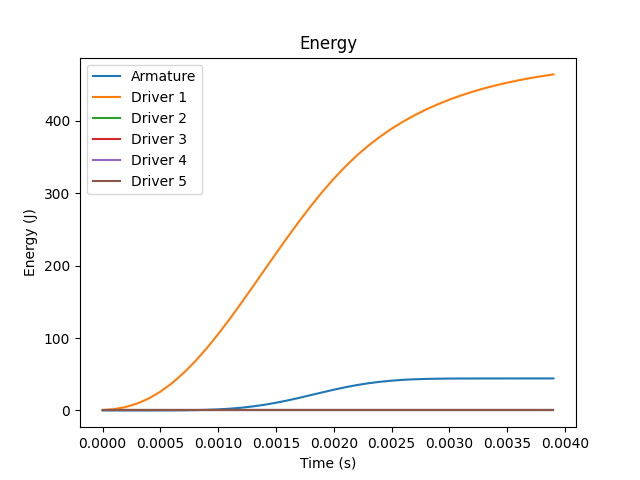 Energy
Armature
Driver 1
Driver 2
Driver 3
Driver 4
Driver 5
Energy (J)
400
300
200
100
0
0.0000 0.0005 0.0010 0.0015 0.0020 0.0025 0.0030 0.0035 0.0040
Time (s)